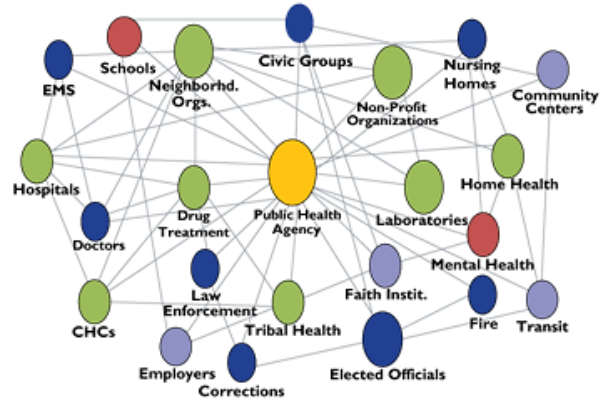 Schools
Civic Groups
EMS
Neighborhd.
Orgs.
Non-Profit
Organizations
Nursing
Homes
Community
Centers
Hospitals
Drug
Treatment
Public Health
Agency
Laboratories
Home Health
Doctors
Mental Health
Law
Enforcement
Faith Instit.
CHCs
Tribal Health
Fire
Transit
Employers
Corrections
Elected Officials